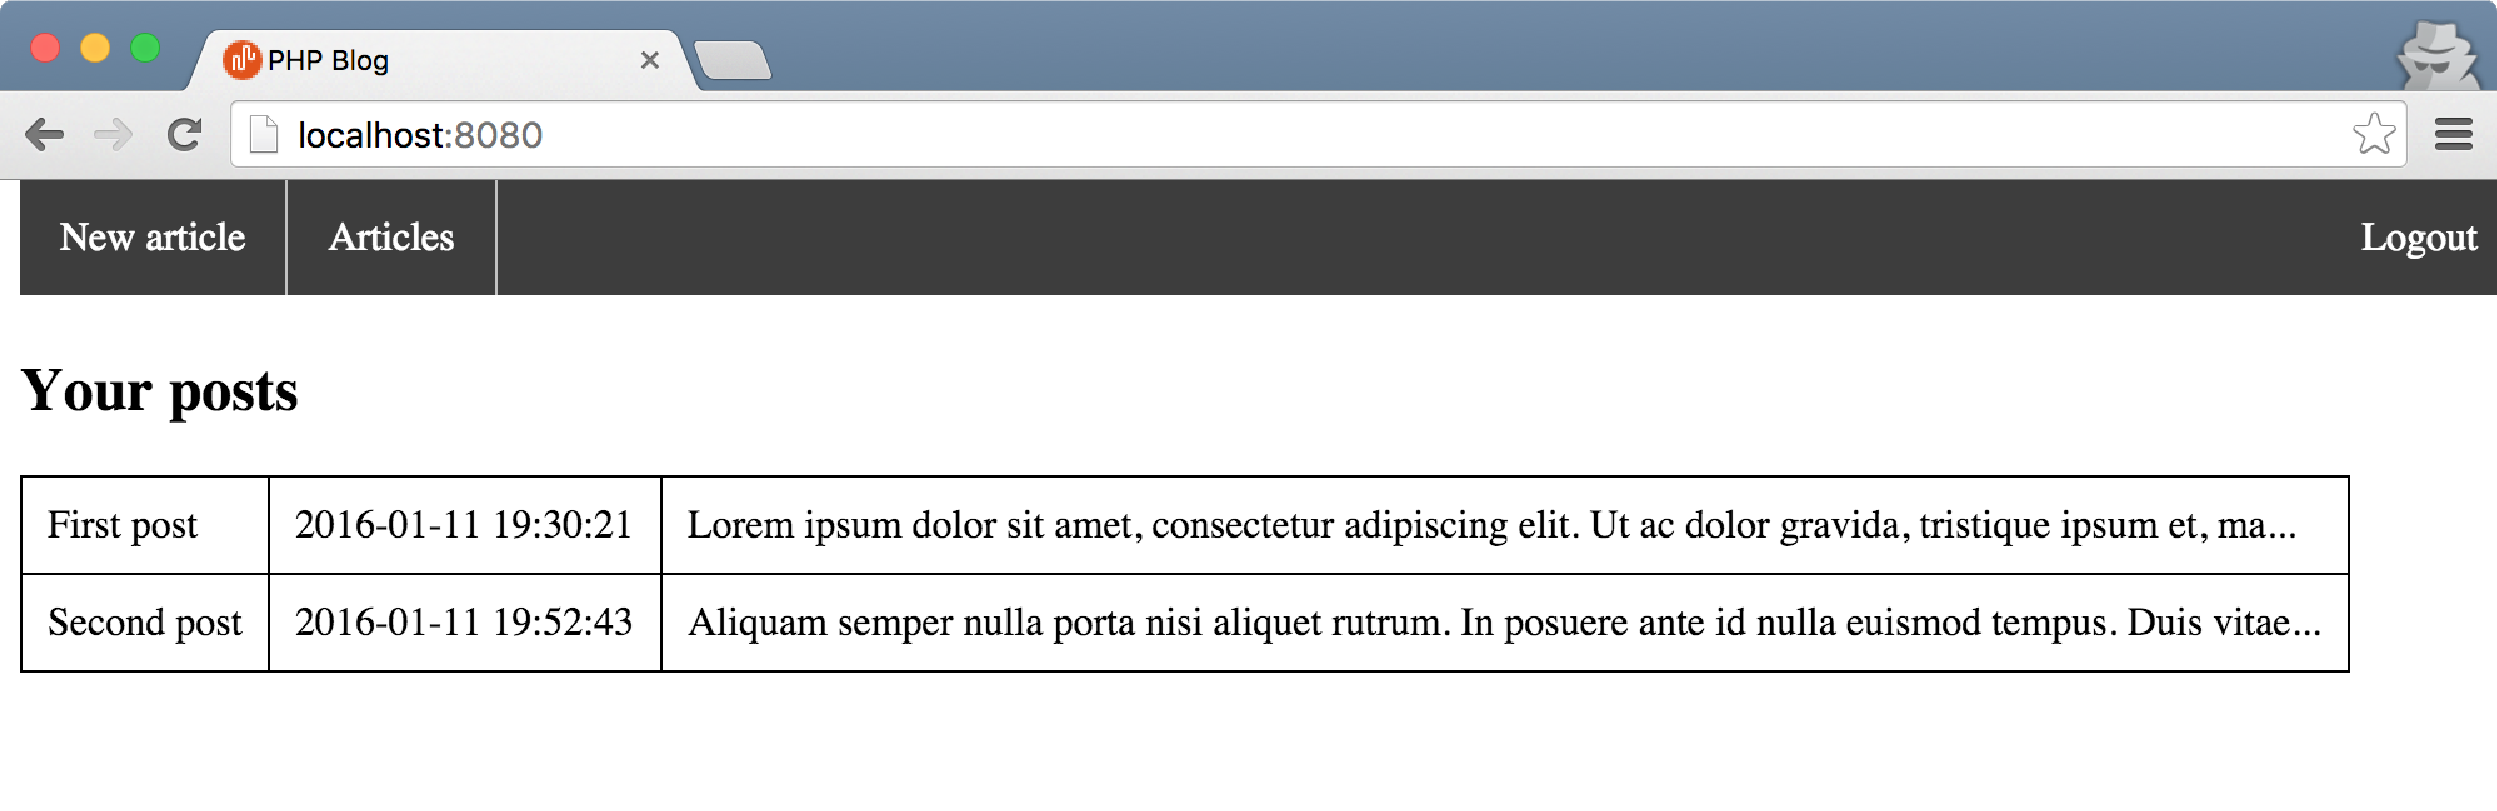 PHP Blog
localhost:8080
New article Articles Logout
Your posts
First post 2016-01-11 19:30:21 Lorem ipsum dolor sit amet, consectetur adipiscing elit. Ut ac dolor gravida, tristique ipsum et, ma...
Second post 2016-01-11 19:52:43 Aliquam semper nulla porta nisi aliquet rutrum. In posuere ante id nulla euismod tempus. Duis vitae...